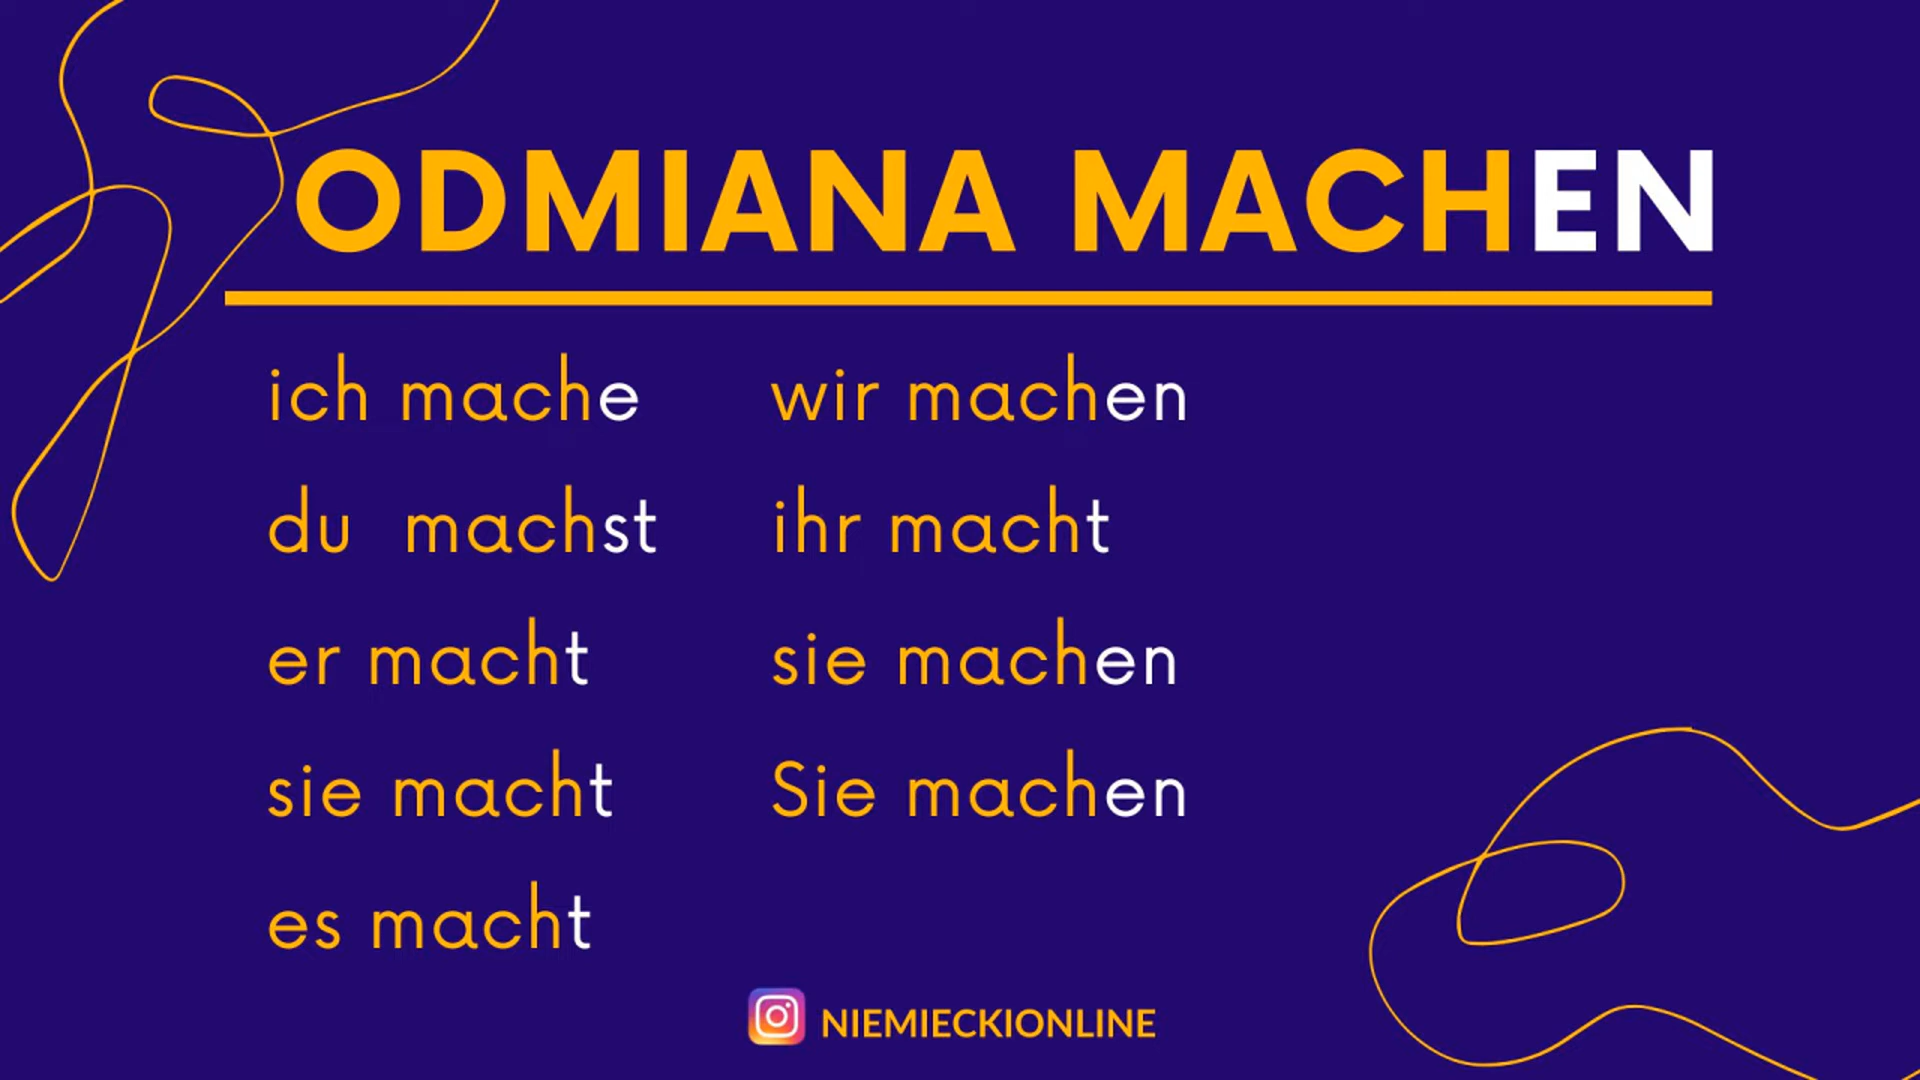 ODMIANA MACHEN
ich mache
du machst
er macht
sie macht
es macht
wir machen
ihr macht
sie machen
Sie machen
NIEMIECKIONLINE